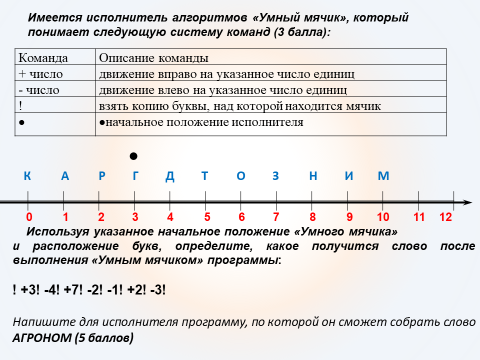 Имеется исполнитель алгоритмов «Умный мячик», который
понимает следующую систему команд (3 балла):
Команда Описание команды
+ число движение вправо на указанное число единиц
- число движение влево на указанное число единиц
! взять копию буквы, над которой находится мячик
● ●начальное положение исполнителя
●
К А Р Г Д Т О З Н И М
0 1 2 3 4 5 6 7 8 9 10 11 12
Используя указанное начальное положение «Умного мячика»
и расположение букв, определите, какое получится слово после
выполнения «Умным мячиком» программы:
! +3! -4! +7! -2! -1! +2! -3!
Напишите для исполнителя программу, по которой он сможет собрать слово
АГРОНОМ (5 баллов)